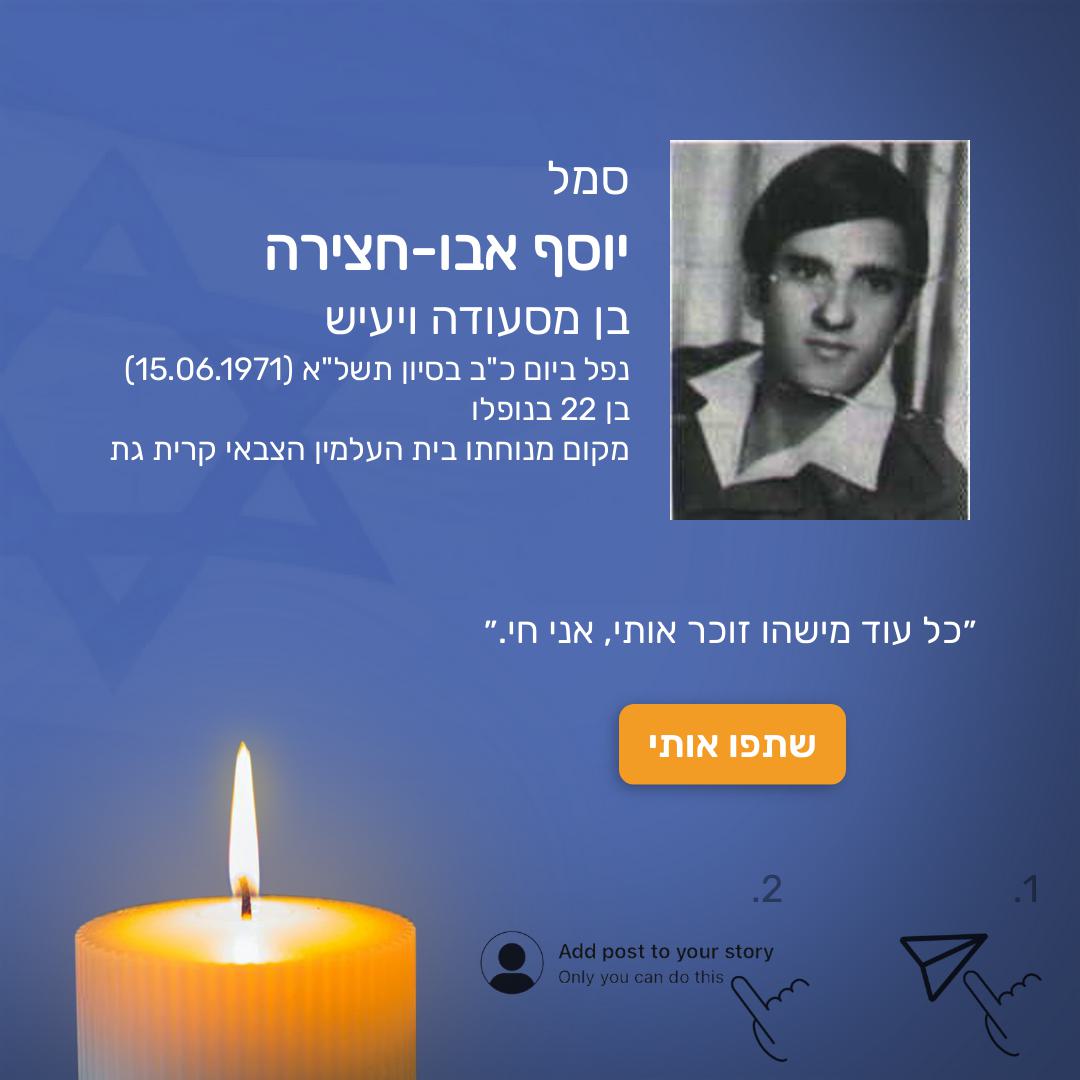 סמל
יוסף אבו-חצירה
בן מסעודה ויעיש
נפל ביום כ"ב בסיון תשל"א (15.06.1971)
בן 22 בנופלו
מקום מנוחתו בית העלמין הצבאי קרית גת
״כל עוד מישהו זוכר אותי, אני חי.״
שתפו אותי
.1
.2
Add post to your story
Only you can do this